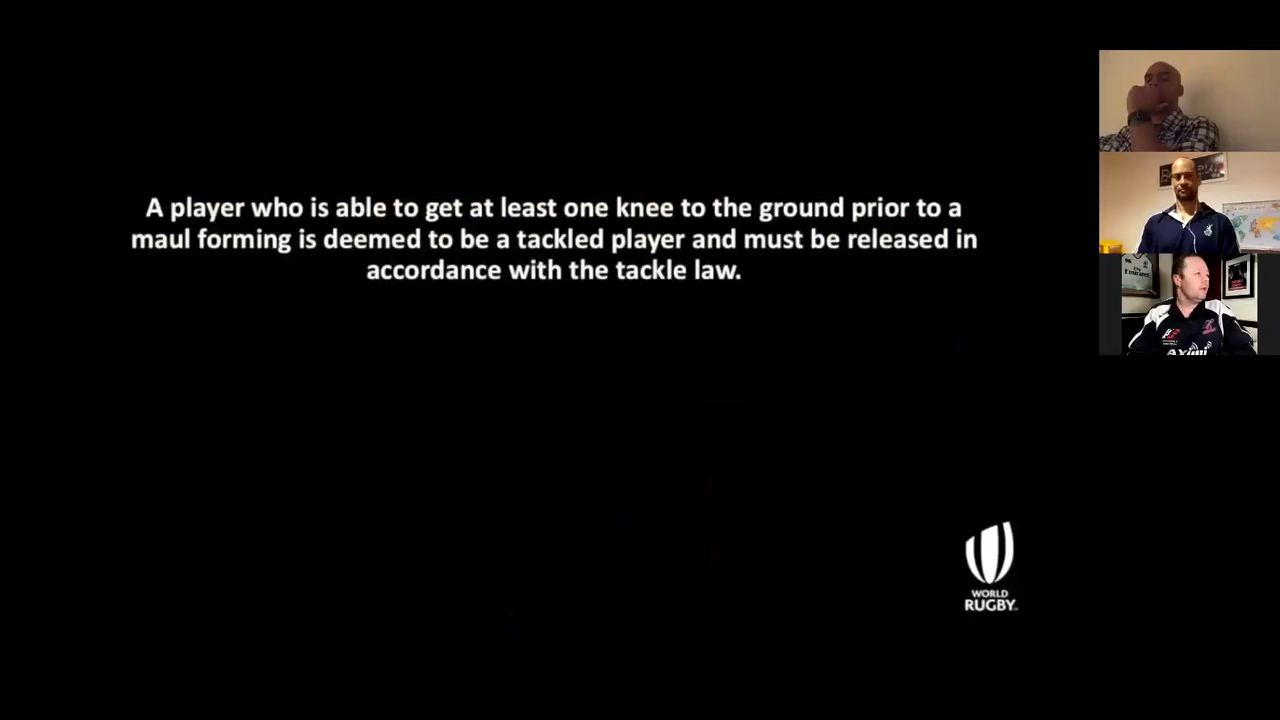 A player who is able to get at least one knee to the ground prior to a
maul forming is deemed to be a tackled player and must be released in
accordance with the tackle law.
WORLD
RUGBY